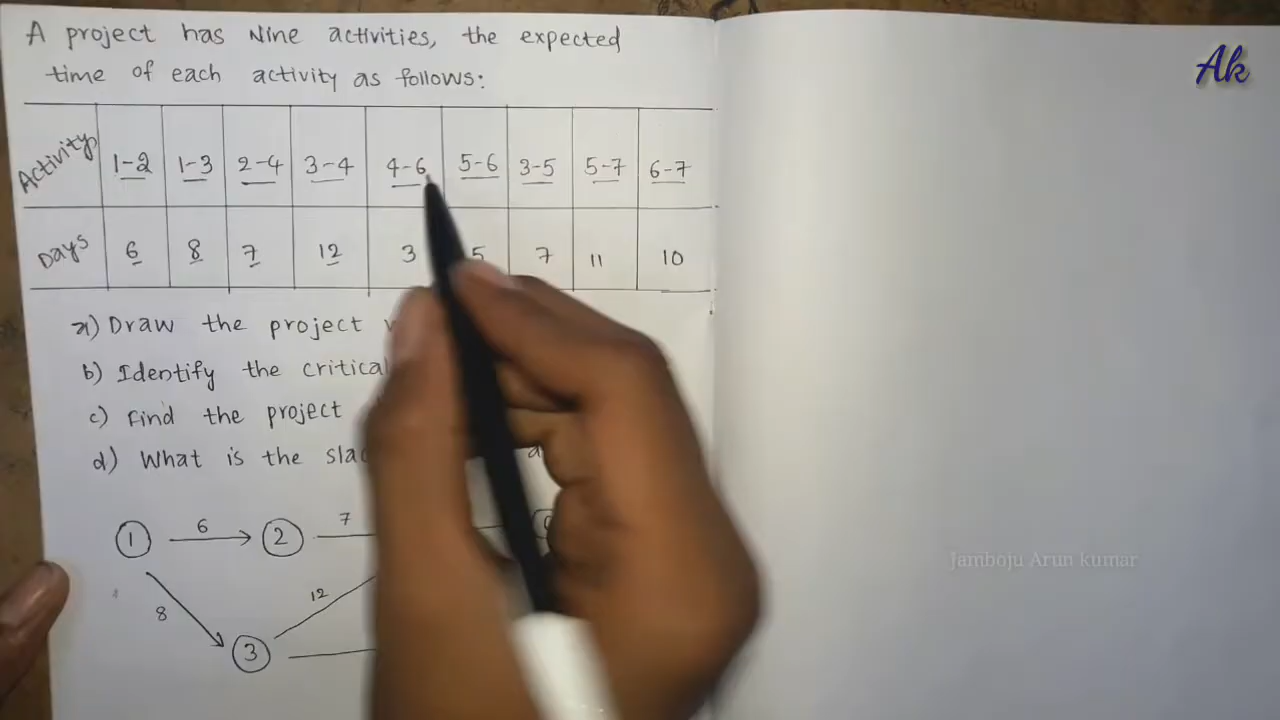 A project has Nine activities, the expected
time of each activity as follows:
Activity 1-2 1-3 2-4 3-4 4-6 5-6 3-5 5-7 6-7
Days 6 8 7 12 3 5 7 11 10
a) Draw the project
b) Identify the critical
c) Find the project
d) What is the
1 6 2 7
8 12
3
Ak
Jamboju Arun kumar